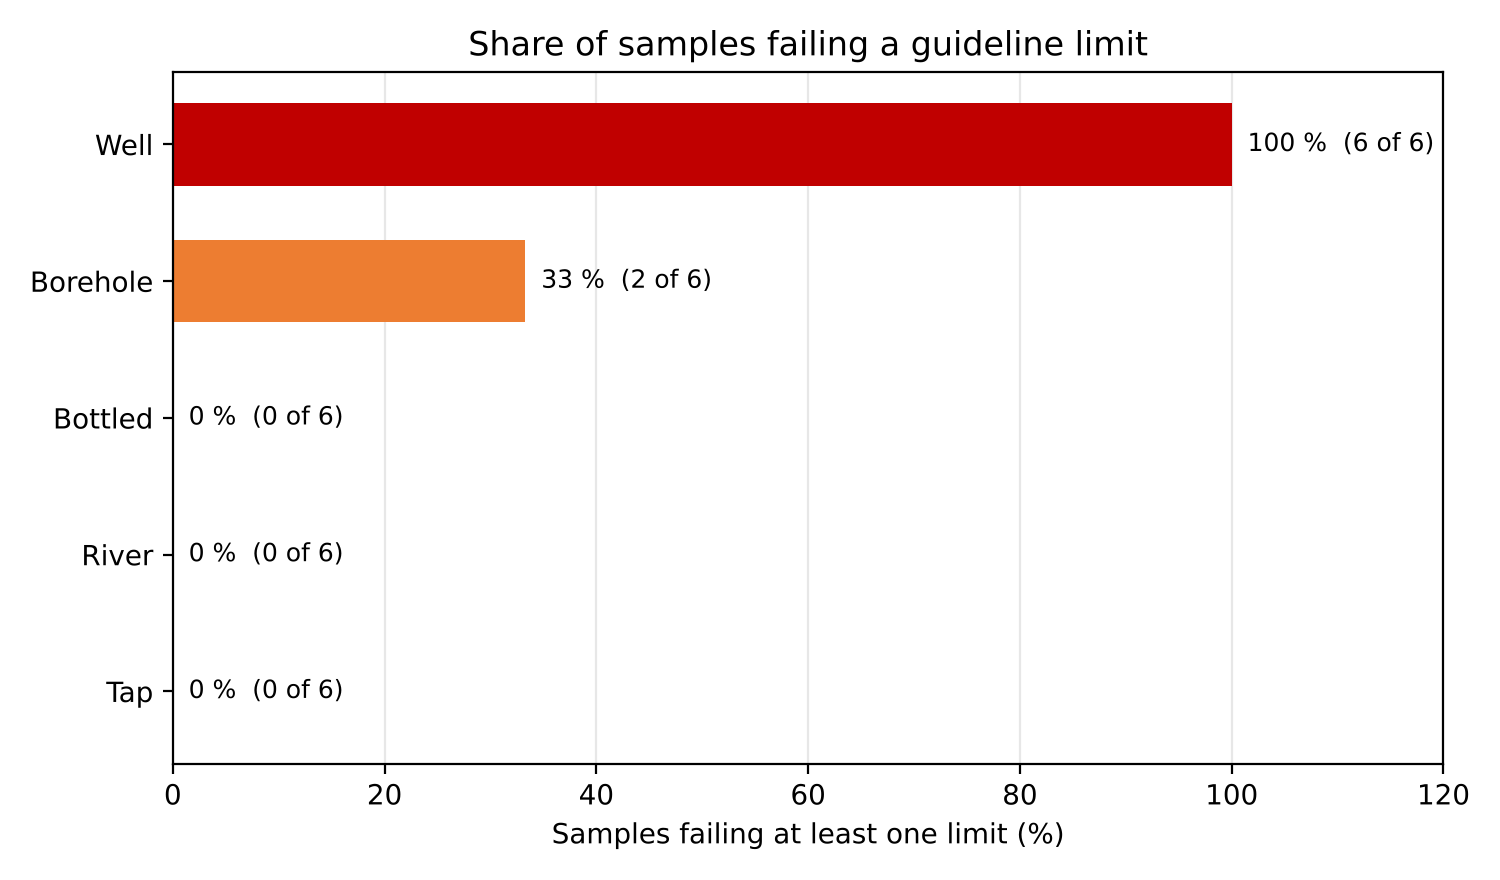 Share of samples failing a guideline limit
Well
100 %  (6 of 6)
Borehole
33 %  (2 of 6)
Bottled
0 %  (0 of 6)
River
0 %  (0 of 6)
Tap
0 %  (0 of 6)
0 20 40 60 80 100 120
Samples failing at least one limit (%)